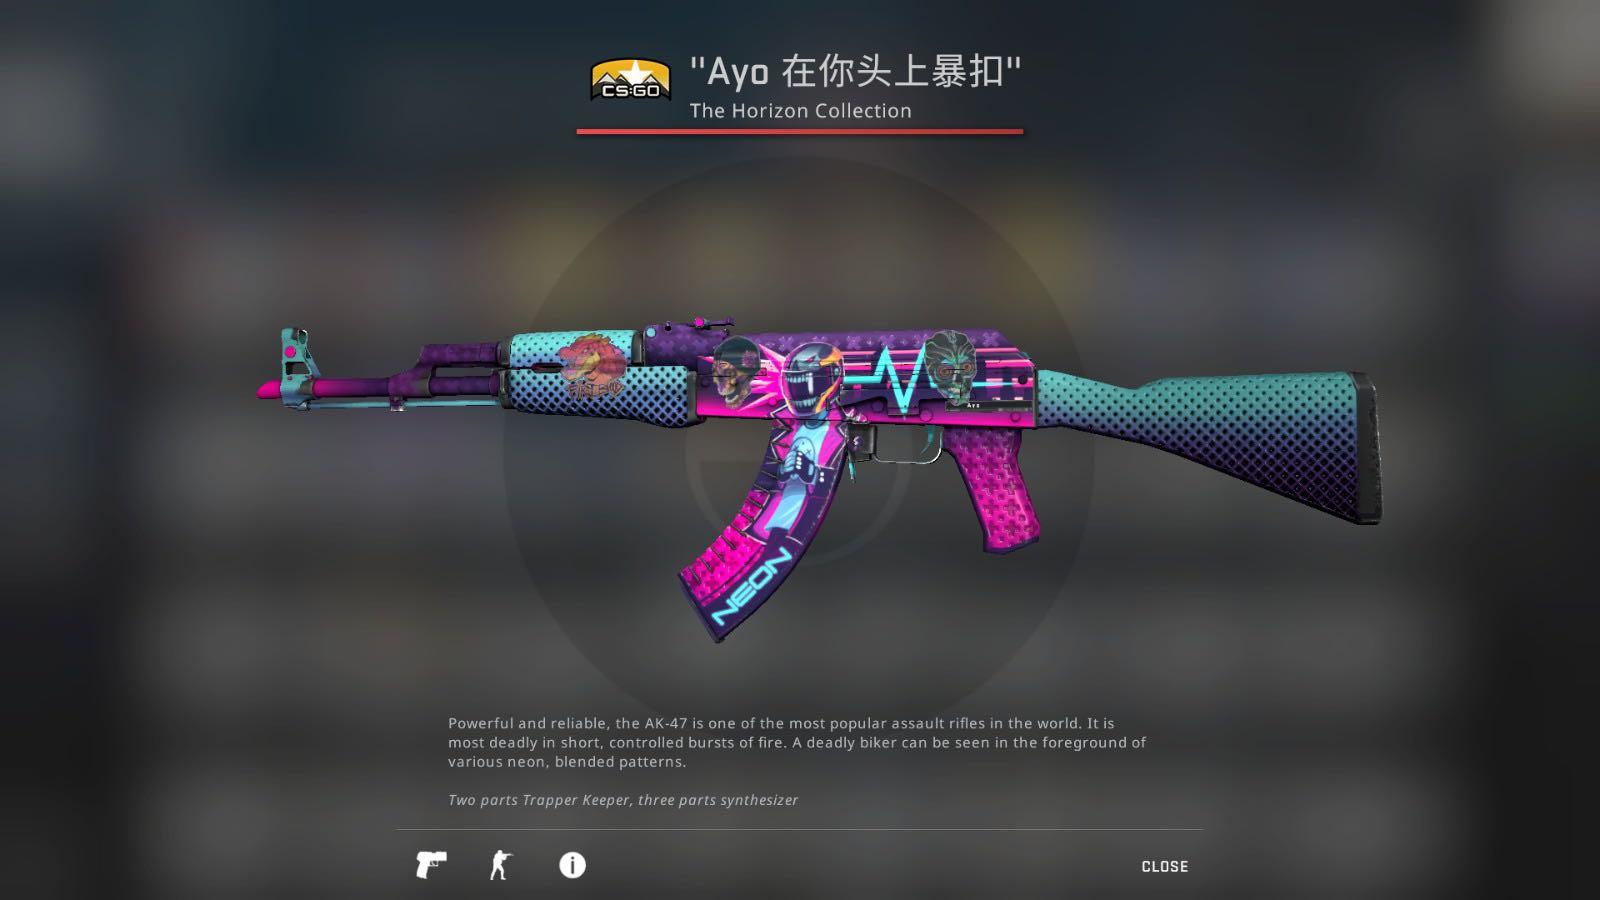 "Ayo 在你头上暴扣"
CS:GO
The Horizon Collection
Ayo
NEON
Powerful and reliable, the AK-47 is one of the most popular assault rifles in the world. It is
most deadly in short, controlled bursts of fire. A deadly biker can be seen in the foreground of
various neon, blended patterns.
Two parts Trapper Keeper, three parts synthesizer
CLOSE